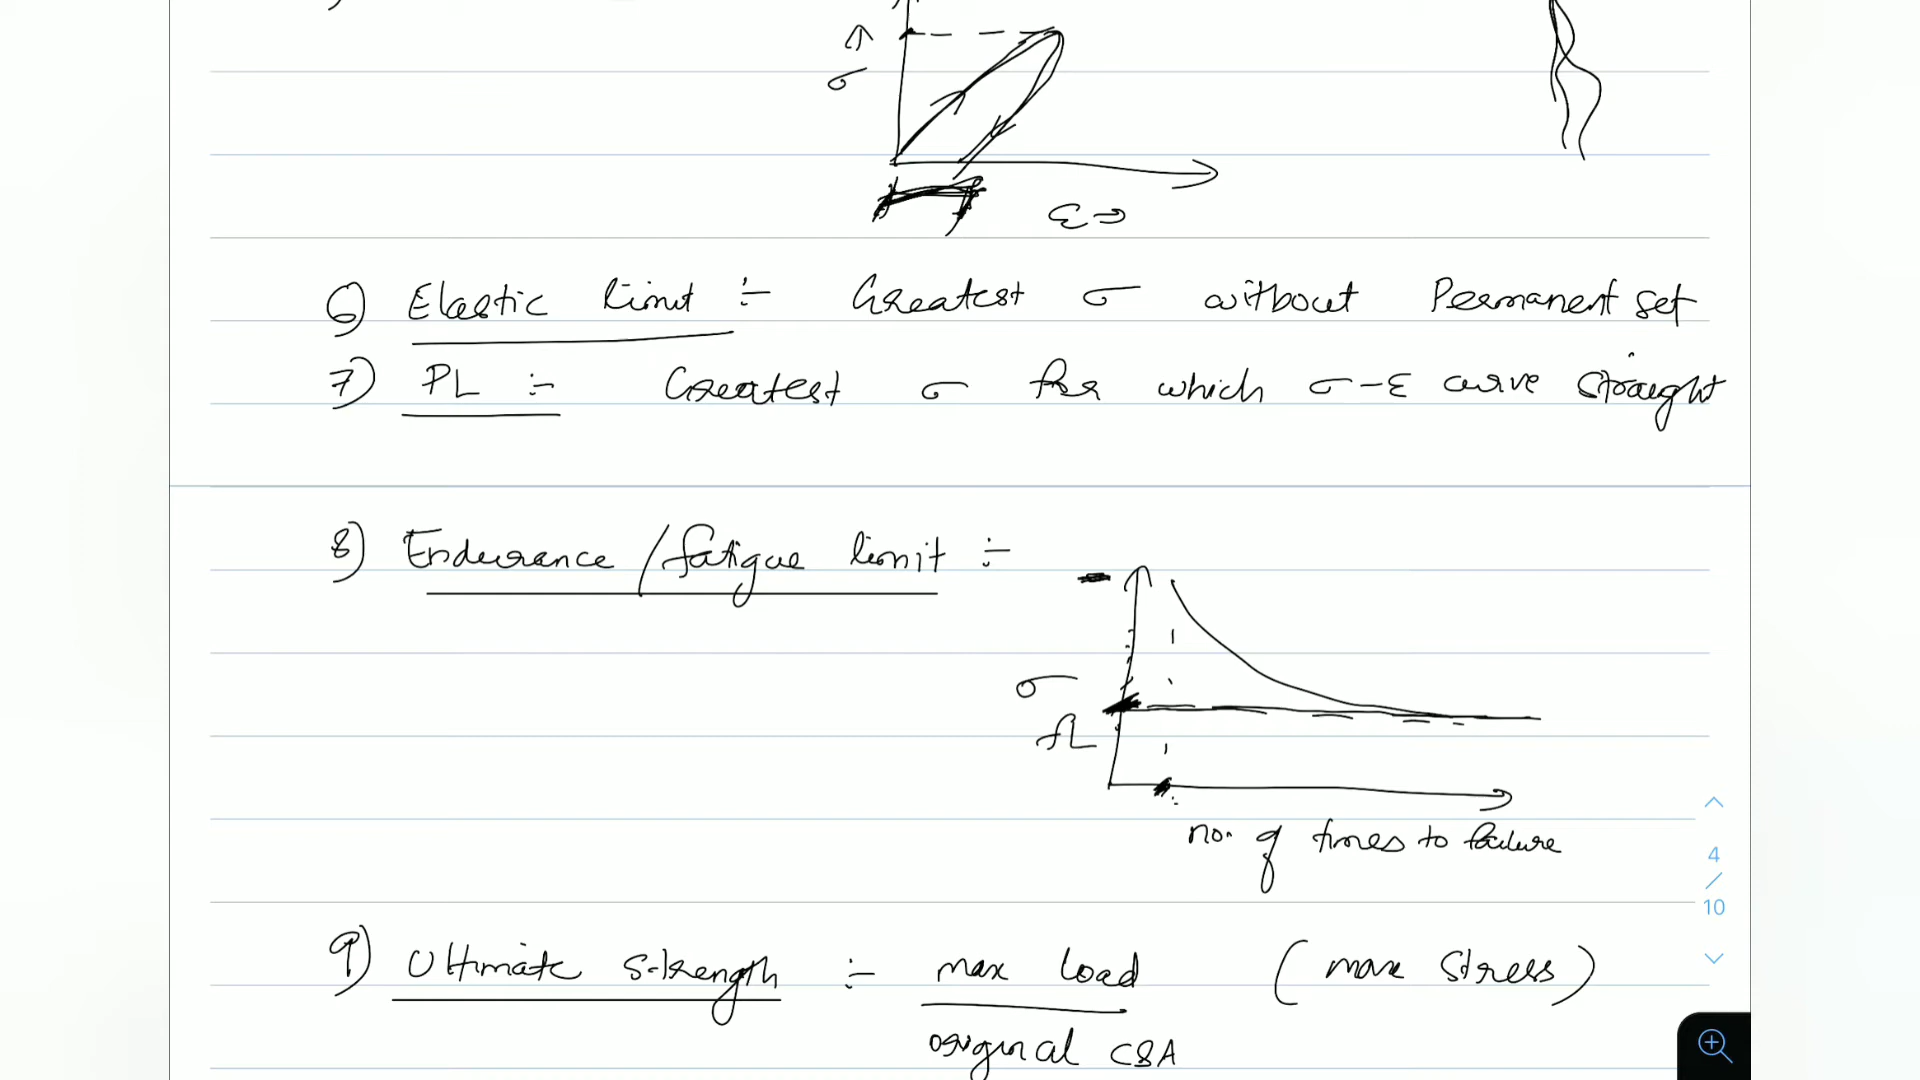 σ
ε
6) Elastic limit :- Greatest σ without Permanent set
7) PL :- Greatest σ for which σ-ε curve straight
8) Endurance /fatigue limit :-
σ
fL
no. of times to failure
4
/
10
9) Ultimate strength :- max load (max stress)
original CSA